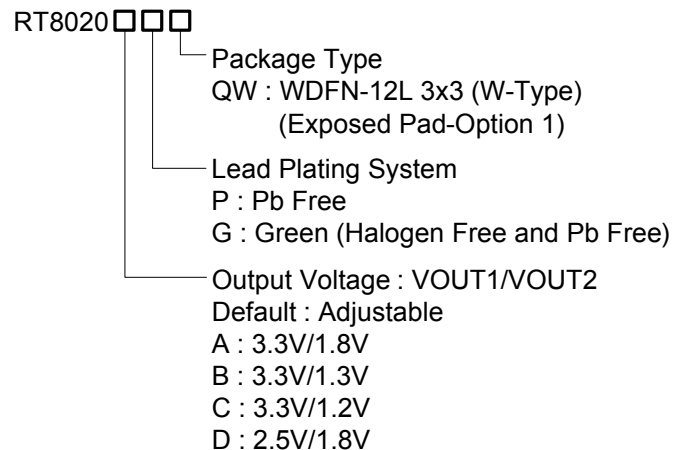 RT8020
Package Type
QW : WDFN-12L 3x3 (W-Type)
(Exposed Pad-Option 1)
Lead Plating System
P : Pb Free
G : Green (Halogen Free and Pb Free)
Output Voltage : VOUT1/VOUT2
Default : Adjustable
A : 3.3V/1.8V
B : 3.3V/1.3V
C : 3.3V/1.2V
D : 2.5V/1.8V